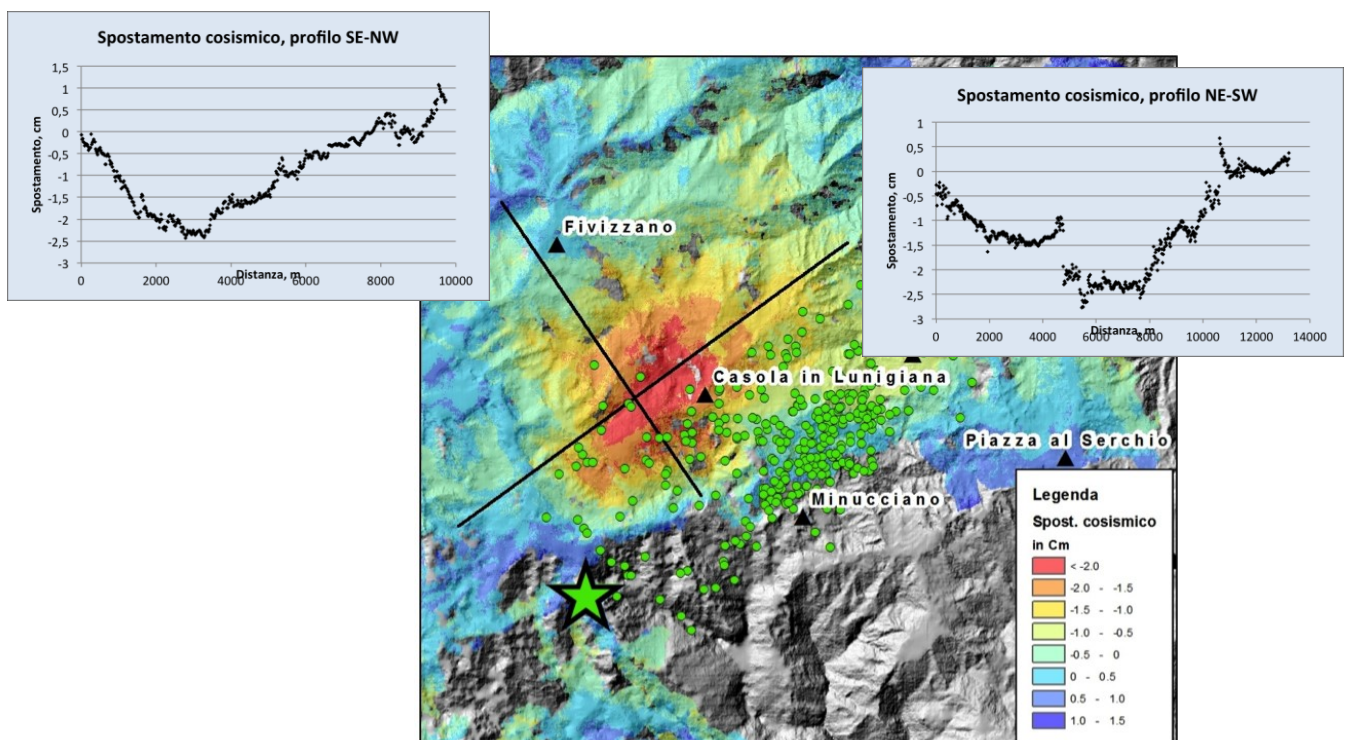 Spostamento cosismico, profilo SE-NW
Spostamento, cm
1,5
1
0,5
0
-0,5
-1
-1,5
-2
-2,5
-3
0
2000
4000
6000
8000
10000
Distanza, m
Spostamento cosismico, profilo NE-SW
Spostamento, cm
1
0,5
0
-0,5
-1
-1,5
-2
-2,5
-3
0
2000
4000
6000
8000
10000
12000
14000
Distanza, m
Fivizzano
Casola in Lunigiana
Piazza al Serchio
Minucciano
Legenda
Spost. cosismico
in Cm
< -2.0
-2.0 - -1.5
-1.5 - -1.0
-1.0 - -0.5
-0.5 - 0
0 - 0.5
0.5 - 1.0
1.0 - 1.5